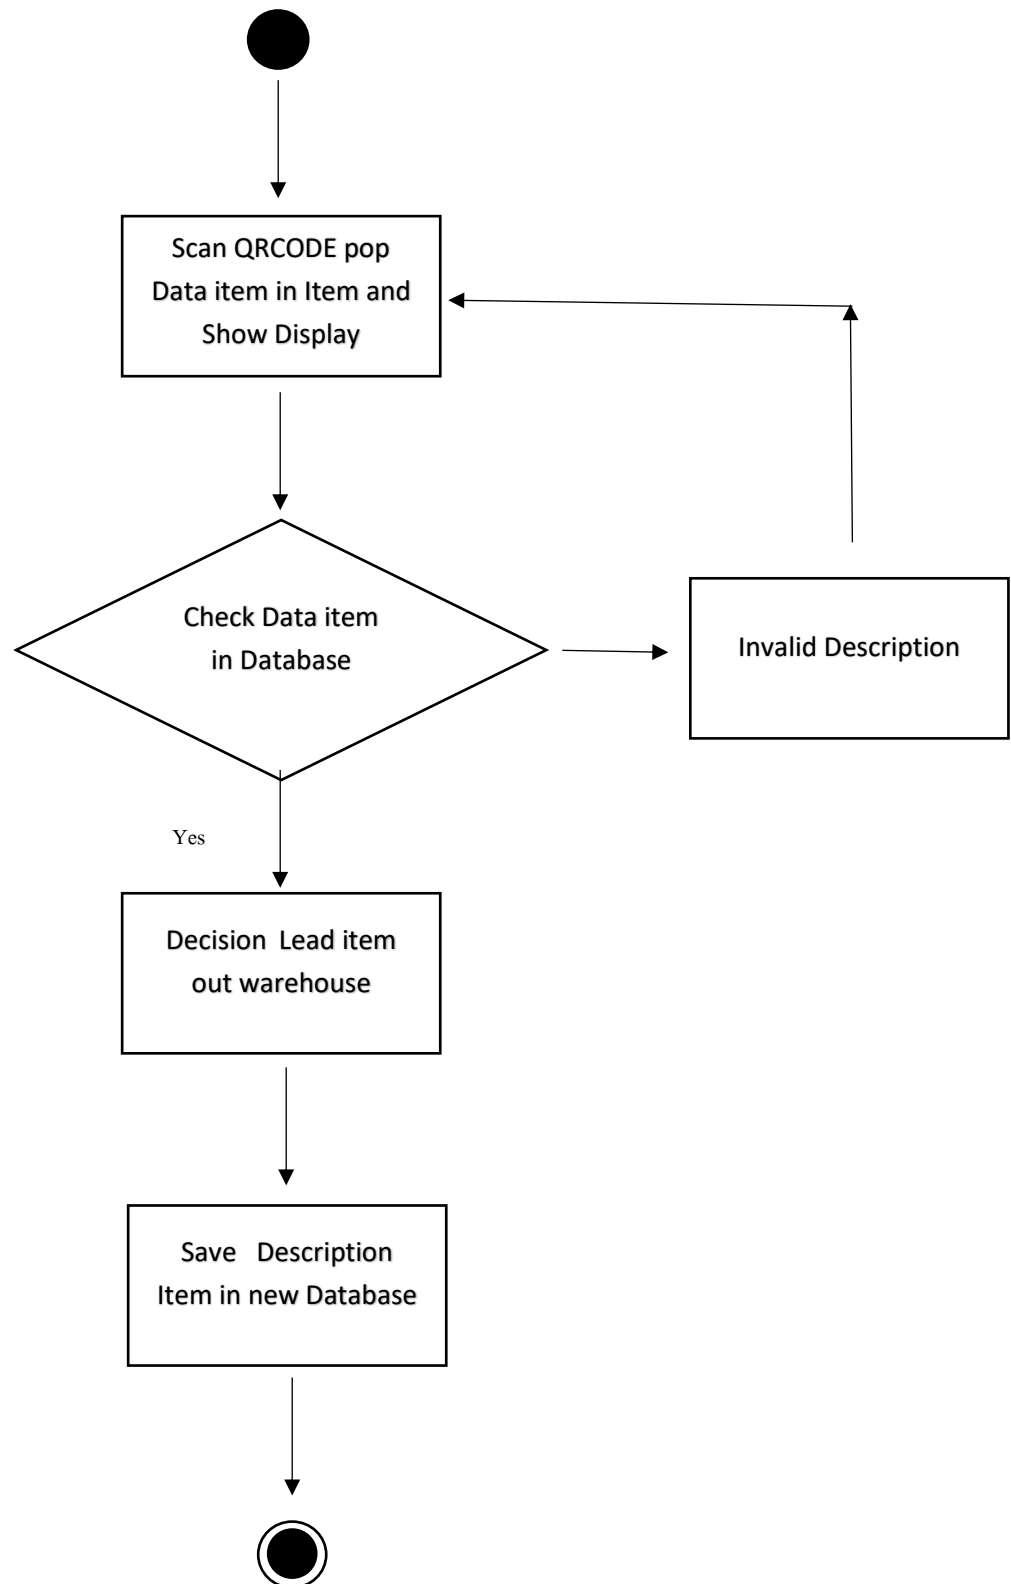 Scan QRCODE pop
Data item in Item and
Show Display
Check Data item
in Database
Invalid Description
Yes
Decision  Lead item
out warehouse
Save   Description
Item in new Database